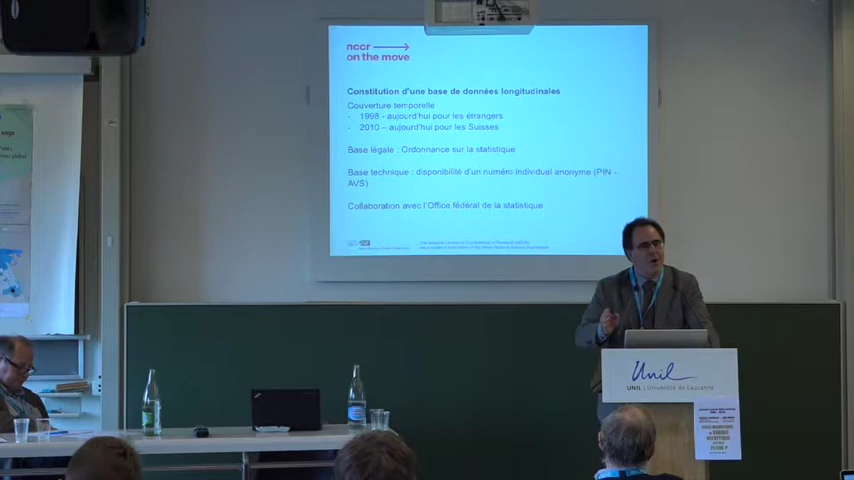 nccr
on the move
Constitution d'une base de données longitudinales
Couverture temporelle
- 1998 - aujourd'hui pour les étrangers
- 2010 – aujourd'hui pour les Suisses
Base légale : Ordonnance sur la statistique
Base technique : disponibilité d'un numéro individuel anonyme (PIN -
AVS)
Collaboration avec l'Office fédéral de la statistique
Unil
UNIL | Université de Lausanne